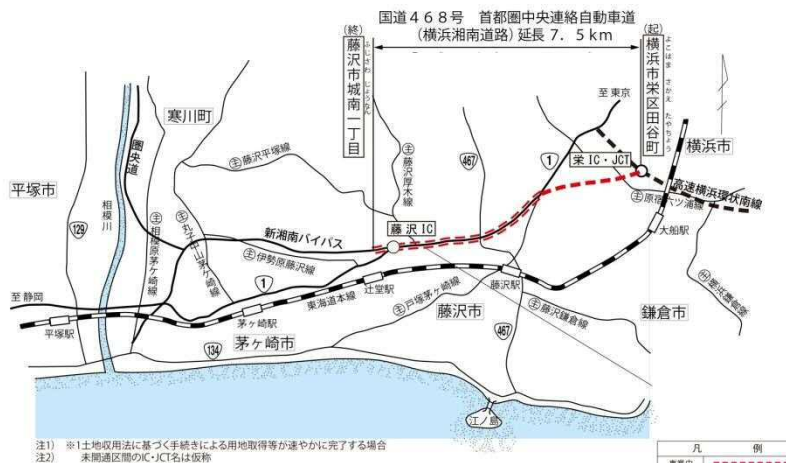 国道468号 首都圏中央連絡自動車道
(横浜湘南道路)延長7.5km
(終)
藤沢市城南一丁目
ふじさわ じょうなん
(起)
横浜市栄区田谷町
よこはま さかえ たやちょう
至東京
寒川町
横浜市
平塚市
圏央道
相模川
129
主藤沢平塚線
主藤沢厚木線
467
1
栄IC・JCT
高速横浜環状南線
主原宿六ツ浦線
主相模原茅ヶ崎線
主丸子中山茅ヶ崎線
新湘南バイパス
藤沢IC
主伊勢原藤沢線
大船駅
至静岡
1
東海道本線
辻堂駅
藤沢駅
主戸塚茅ヶ崎線
藤沢市
主藤沢鎌倉線
鎌倉市
平塚駅
茅ヶ崎駅
茅ヶ崎市
134
467
江ノ島
注1) ※1土地収用法に基づく手続きによる用地取得等が速やかに完了する場合
注2) 未開通区間のIC・JCT名は仮称
凡 例